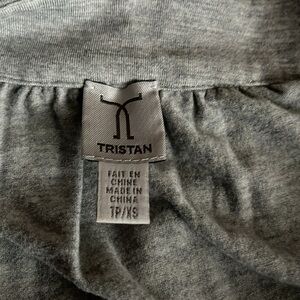 TRISTAN
FAIT EN
CHINE
MADE IN
CHINA
TP/XS